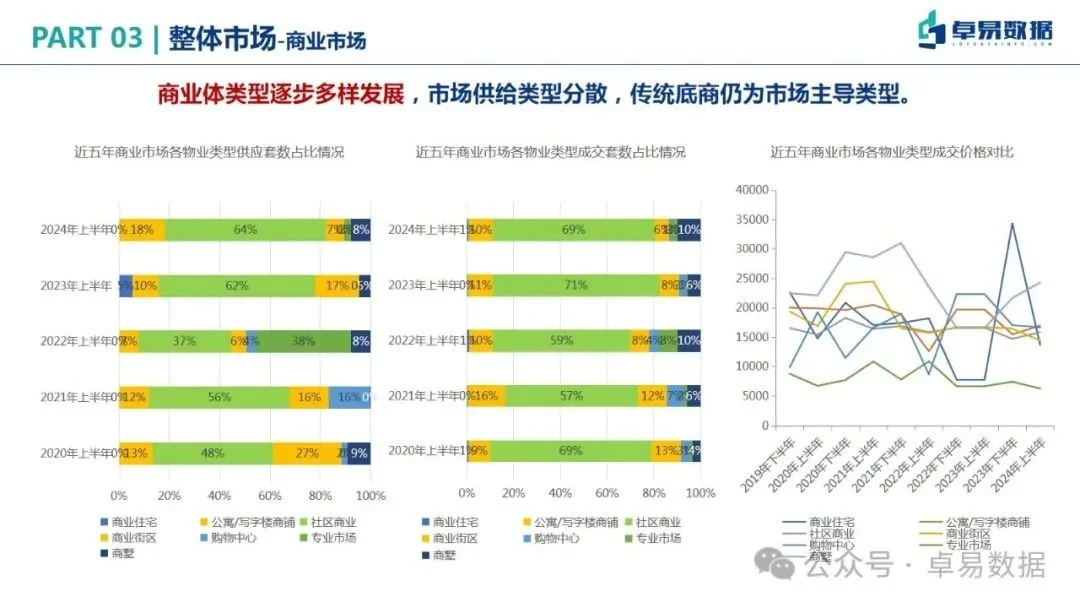 PART 03 | 整体市场-商业市场
卓易数据
商业体类型逐步多样发展，市场供给类型分散，传统底商仍为市场主导类型。
近五年商业市场各物业类型供应套数占比情况
2024年上半年 0% 18% 64% 7% 8%
2023年上半年 5% 10% 62% 17% 0% 5%
2022年上半年 0% 37% 6% 4% 38% 8%
2021年上半年 0% 12% 56% 16% 16% 0%
2020年上半年 0% 13% 48% 27% 9%
0% 20% 40% 60% 80% 100%
商业住宅 公寓/写字楼商铺 社区商业
商业街区 购物中心 专业市场
商墅
近五年商业市场各物业类型成交套数占比情况
2024年上半年 1% 10% 69% 6% 10%
2023年上半年 0% 11% 71% 8% 6%
2022年上半年 1% 10% 59% 8% 4% 8% 10%
2021年上半年 0% 16% 57% 12% 7% 6%
2020年上半年 1% 9% 69% 13% 4%
0% 20% 40% 60% 80% 100%
商业住宅 公寓/写字楼商铺 社区商业
商业街区 购物中心 专业市场
商墅
近五年商业市场各物业类型成交价格对比
40000
35000
30000
25000
20000
15000
10000
5000
0
2019年下半年 2020年上半年 2020年下半年 2021年上半年 2021年下半年 2022年上半年 2022年下半年 2023年上半年 2023年下半年 2024年上半年
商业住宅 公寓/写字楼商铺
社区商业 商业街区
购物中心 专业市场
商墅
公众号 · 卓易数据